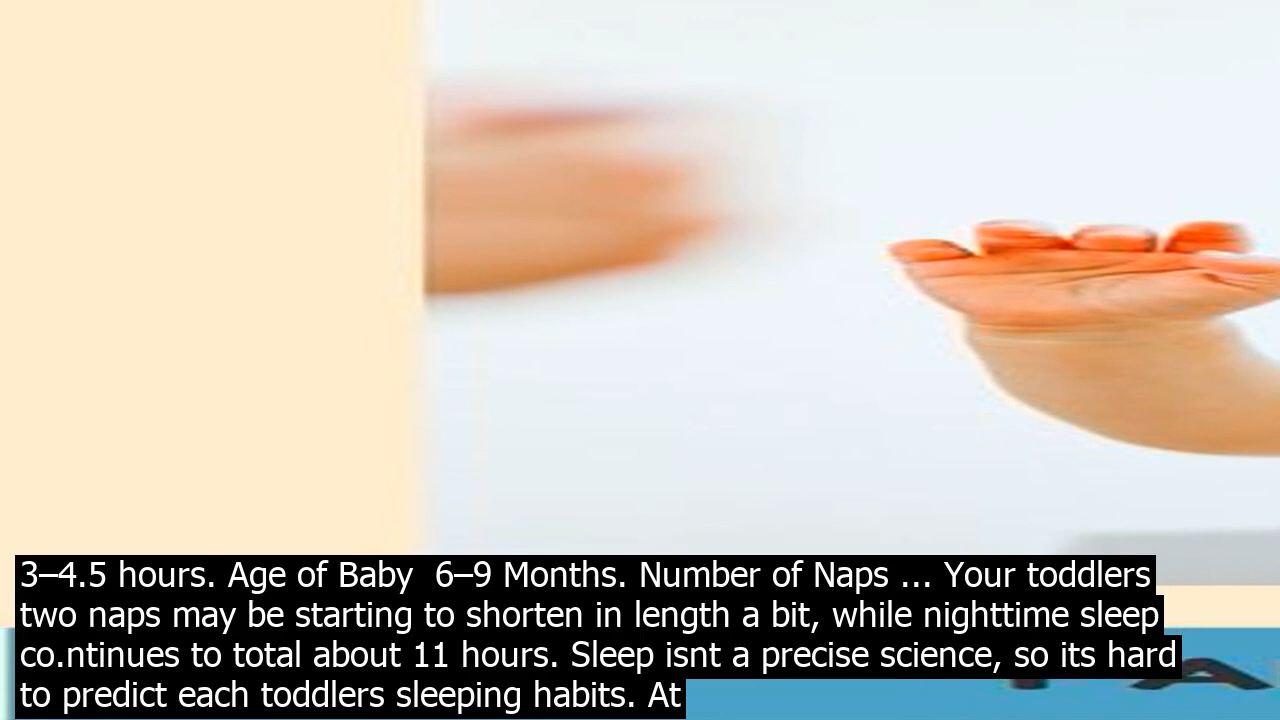 3–4.5 hours. Age of Baby  6–9 Months. Number of Naps ... Your toddlers
two naps may be starting to shorten in length a bit, while nighttime sleep
co.ntinues to total about 11 hours. Sleep isnt a precise science, so its hard
to predict each toddlers sleeping habits. At